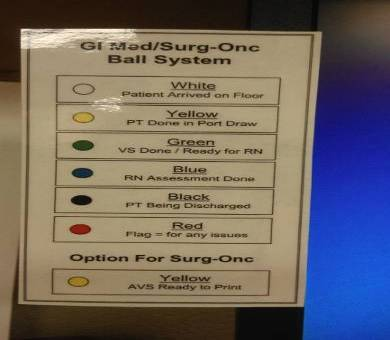 GI Med/Surg-Onc
Ball System
White
Patient Arrived on Floor
Yellow
PT Done in Port Draw
Green
VS Done / Ready for RN
Blue
RN Assessment Done
Black
PT Being Discharged
Red
Flag = for any issues
Option For Surg-Onc
Yellow
AVS Ready to Print